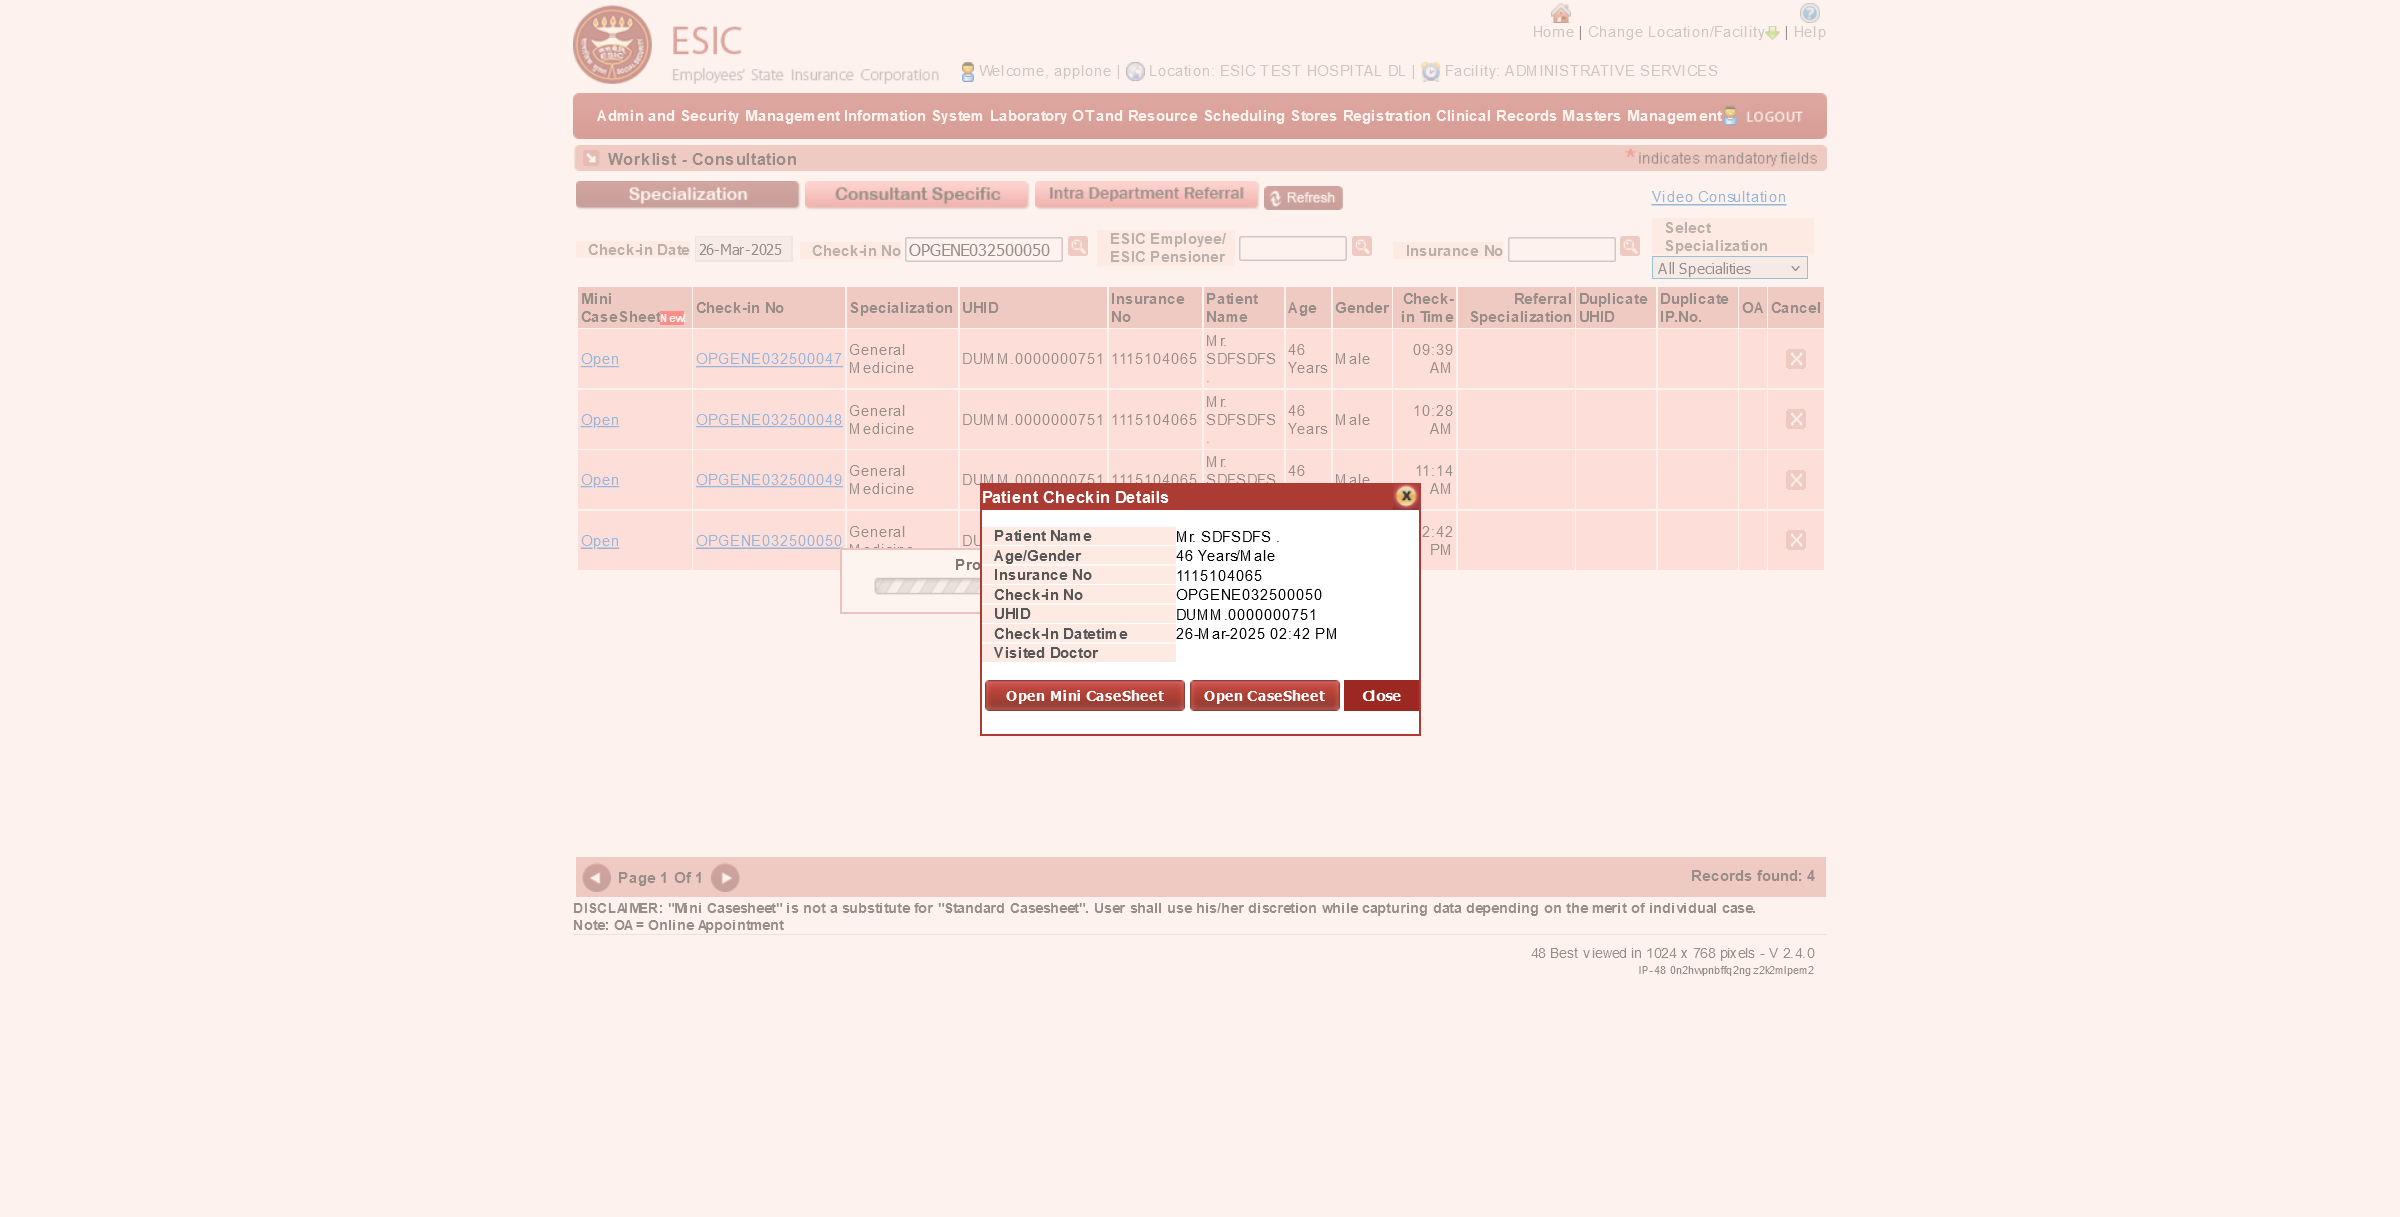 ESIC
Employees' State Insurance Corporation
Home | Change Location/Facility | Help
Welcome, applone | Location: ESIC TEST HOSPITAL DL | Facility: ADMINISTRATIVE SERVICES
Admin and Security Management Information System Laboratory OT and Resource Scheduling Stores Registration Clinical Records Masters Management LOGOUT
Worklist - Consultation
* indicates mandatory fields
Specialization Consultant Specific Intra Department Referral Refresh
Video Consultation
Check-in Date 26-Mar-2025 Check-in No OPGENE032500050 ESIC Employee/ ESIC Pensioner Insurance No
Select Specialization
All Specialities
Mini CaseSheet New Check-in No Specialization UHID Insurance No Patient Name Age Gender Check-in Time Referral Specialization Duplicate UHID Duplicate IP.No. OA Cancel
Open OPGENE032500047 General Medicine DUMM.0000000751 1115104065 Mr. SDFSDFS . 46 Years Male 09:39 AM
Open OPGENE032500048 General Medicine DUMM.0000000751 1115104065 Mr. SDFSDFS . 46 Years Male 10:28 AM
Open OPGENE032500049 General Medicine DUMM.0000000751 1115104065 Mr. SDFSDFS 46 Male 11:14 AM
Open OPGENE032500050 General 2:42 PM
Patient Checkin Details
Patient Name Mr. SDFSDFS .
Age/Gender 46 Years/Male
Insurance No 1115104065
Check-in No OPGENE032500050
UHID DUMM.0000000751
Check-In Datetime 26-Mar-2025 02:42 PM
Visited Doctor
Open Mini CaseSheet Open CaseSheet Close
Page 1 Of 1
Records found: 4
DISCLAIMER: "Mini Casesheet" is not a substitute for "Standard Casesheet". User shall use his/her discretion while capturing data depending on the merit of individual case.
Note: OA = Online Appointment
48 Best viewed in 1024 x 768 pixels - V 2.4.0